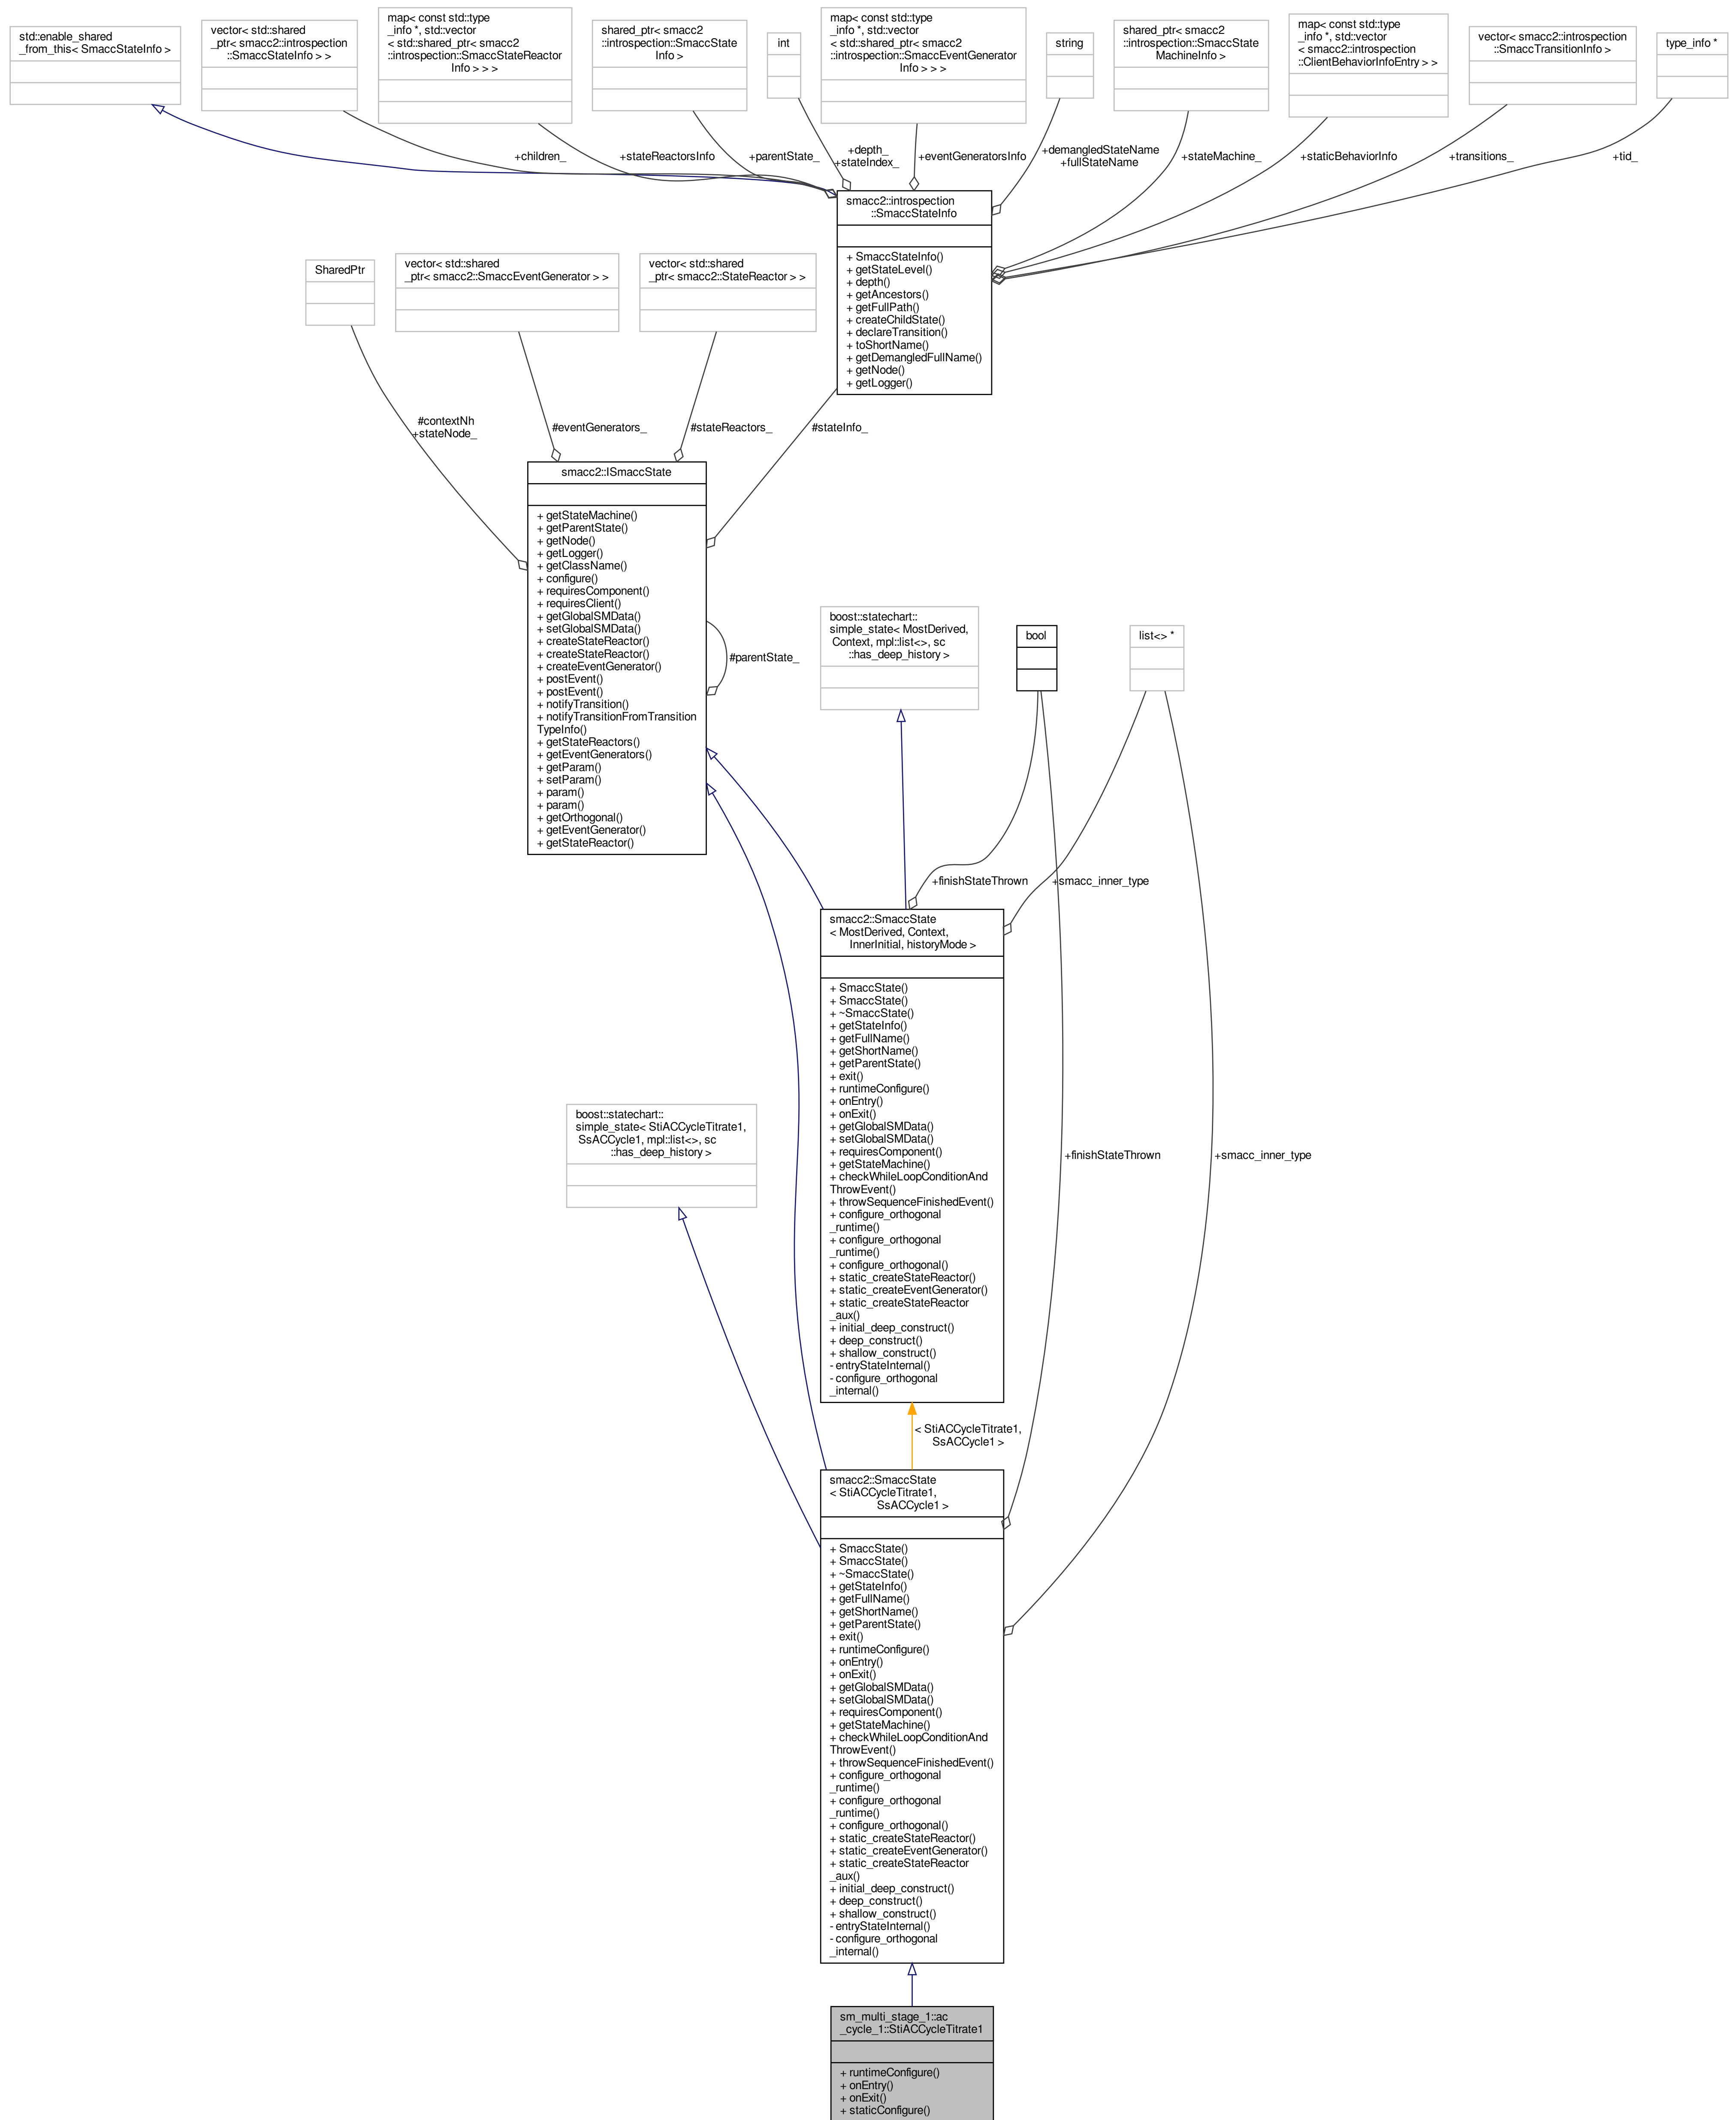 std::enable_shared
_from_this< SmaccStateInfo >
vector< std::shared
_ptr< smacc2::introspection
::SmaccStateInfo > >
map< const std::type
_info *, std::vector
< std::shared_ptr< smacc2
::introspection::SmaccStateReactor
Info > > >
shared_ptr< smacc2
::introspection::SmaccState
Info >
int
map< const std::type
_info *, std::vector
< std::shared_ptr< smacc2
::introspection::SmaccEventGenerator
Info > > >
string
shared_ptr< smacc2
::introspection::SmaccState
MachineInfo >
map< const std::type
_info *, std::vector
< smacc2::introspection
::ClientBehaviorInfoEntry > >
vector< smacc2::introspection
::SmaccTransitionInfo >
type_info *
+children_
+stateReactorsInfo
+parentState_
+depth_
+stateIndex_
+eventGeneratorsInfo
+demangledStateName
+fullStateName
+stateMachine_
+staticBehaviorInfo
+transitions_
+tid_
smacc2::introspection
::SmaccStateInfo
+ SmaccStateInfo()
+ getStateLevel()
+ depth()
+ getAncestors()
+ getFullPath()
+ createChildState()
+ declareTransition()
+ toShortName()
+ getDemangledFullName()
+ getNode()
+ getLogger()
SharedPtr
vector< std::shared
_ptr< smacc2::SmaccEventGenerator > >
vector< std::shared
_ptr< smacc2::StateReactor > >
#contextNh
+stateNode_
#eventGenerators_
#stateReactors_
#stateInfo_
smacc2::ISmaccState
+ getStateMachine()
+ getParentState()
+ getNode()
+ getLogger()
+ getClassName()
+ configure()
+ requiresComponent()
+ requiresClient()
+ getGlobalSMData()
+ setGlobalSMData()
+ createStateReactor()
+ createStateReactor()
+ createEventGenerator()
+ postEvent()
+ postEvent()
+ notifyTransition()
+ notifyTransitionFromTransition
TypeInfo()
+ getStateReactors()
+ getEventGenerators()
+ getParam()
+ setParam()
+ param()
+ param()
+ getOrthogonal()
+ getEventGenerator()
+ getStateReactor()
#parentState_
boost::statechart::
simple_state< MostDerived,
Context, mpl::list<>, sc
::has_deep_history >
bool
list<> *
+finishStateThrown
+smacc_inner_type
smacc2::SmaccState
< MostDerived, Context,
InnerInitial, historyMode >
+ SmaccState()
+ SmaccState()
+ ~SmaccState()
+ getStateInfo()
+ getFullName()
+ getShortName()
+ getParentState()
+ exit()
+ runtimeConfigure()
+ onEntry()
+ onExit()
+ getGlobalSMData()
+ setGlobalSMData()
+ requiresComponent()
+ getStateMachine()
+ checkWhileLoopConditionAnd
ThrowEvent()
+ throwSequenceFinishedEvent()
+ configure_orthogonal
_runtime()
+ configure_orthogonal
_runtime()
+ configure_orthogonal()
+ static_createStateReactor()
+ static_createEventGenerator()
+ static_createStateReactor
_aux()
+ initial_deep_construct()
+ deep_construct()
+ shallow_construct()
- entryStateInternal()
- configure_orthogonal
_internal()
boost::statechart::
simple_state< StiACCycleTitrate1,
SsACCycle1, mpl::list<>, sc
::has_deep_history >
+finishStateThrown
+smacc_inner_type
< StiACCycleTitrate1,
SsACCycle1 >
smacc2::SmaccState
< StiACCycleTitrate1,
SsACCycle1 >
+ SmaccState()
+ SmaccState()
+ ~SmaccState()
+ getStateInfo()
+ getFullName()
+ getShortName()
+ getParentState()
+ exit()
+ runtimeConfigure()
+ onEntry()
+ onExit()
+ getGlobalSMData()
+ setGlobalSMData()
+ requiresComponent()
+ getStateMachine()
+ checkWhileLoopConditionAnd
ThrowEvent()
+ throwSequenceFinishedEvent()
+ configure_orthogonal
_runtime()
+ configure_orthogonal
_runtime()
+ configure_orthogonal()
+ static_createStateReactor()
+ static_createEventGenerator()
+ static_createStateReactor
_aux()
+ initial_deep_construct()
+ deep_construct()
+ shallow_construct()
- entryStateInternal()
- configure_orthogonal
_internal()
sm_multi_stage_1::ac
_cycle_1::StiACCycleTitrate1
+ runtimeConfigure()
+ onEntry()
+ onExit()
+ staticConfigure()